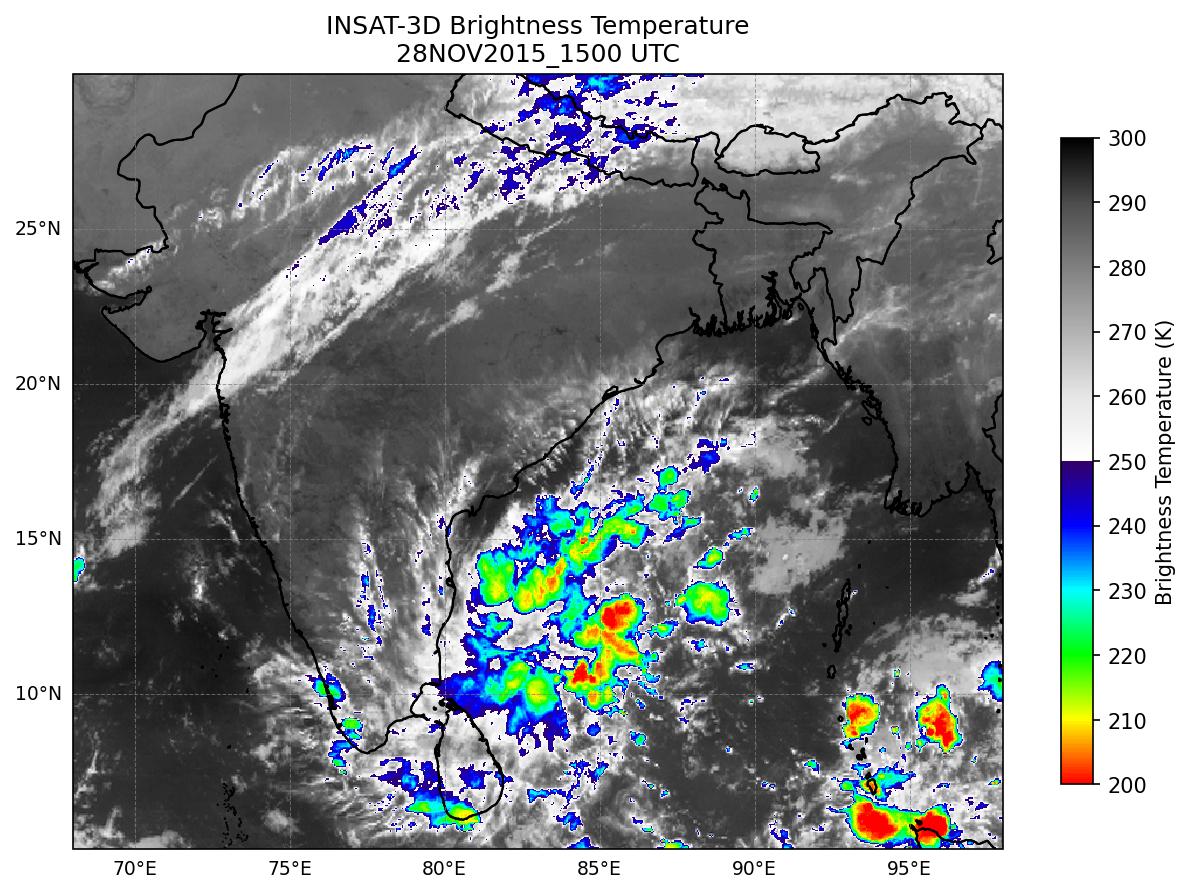 INSAT-3D Brightness Temperature
28NOV2015_1500 UTC
25°N
20°N
15°N
10°N
70°E
75°E
80°E
85°E
90°E
95°E
300
290
280
270
260
250
240
230
220
210
200
Brightness Temperature (K)